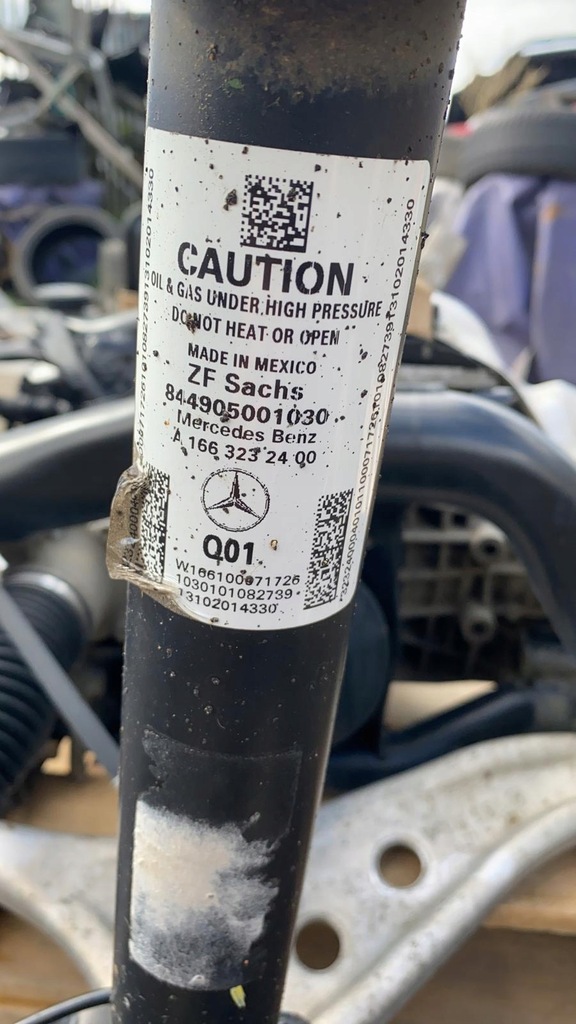 CAUTION
OIL & GAS UNDER HIGH PRESSURE
DO NOT HEAT OR OPEN
MADE IN MEXICO
ZF Sachs
844905001030
Mercedes Benz
A 166 323 24 00
Q01
W166100071726
1030101082739
13102014330